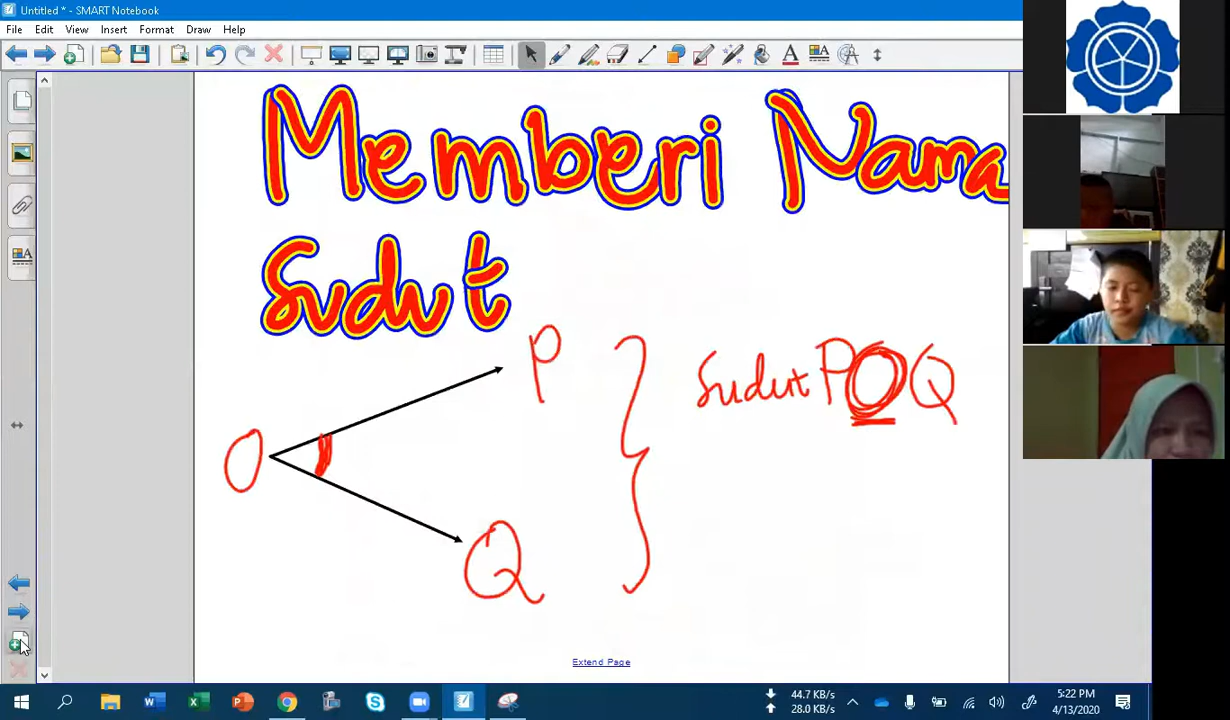 Untitled * - SMART Notebook
File Edit View Insert Format Draw Help
Memberi Nama
Sudut
P
Sudut POQ
O
Q
Extend Page
44.7 KB/s
28.0 KB/s
5:22 PM
4/13/2020